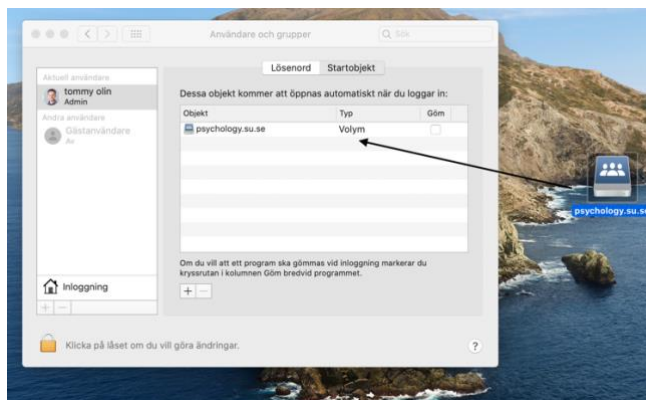 Användare och grupper
Sök
Lösenord
Startobjekt
Aktuell användare
tommy olin
Admin
Andra användare
Gästanvändare
Av
Inloggning
Dessa objekt kommer att öppnas automatiskt när du loggar in:
Objekt Typ Göm
psychology.su.se Volym
Om du vill att ett program ska gömmas vid inloggning markerar du
kryssrutan i kolumnen Göm bredvid programmet.
Klicka på låset om du vill göra ändringar.
?
psychology.su.se